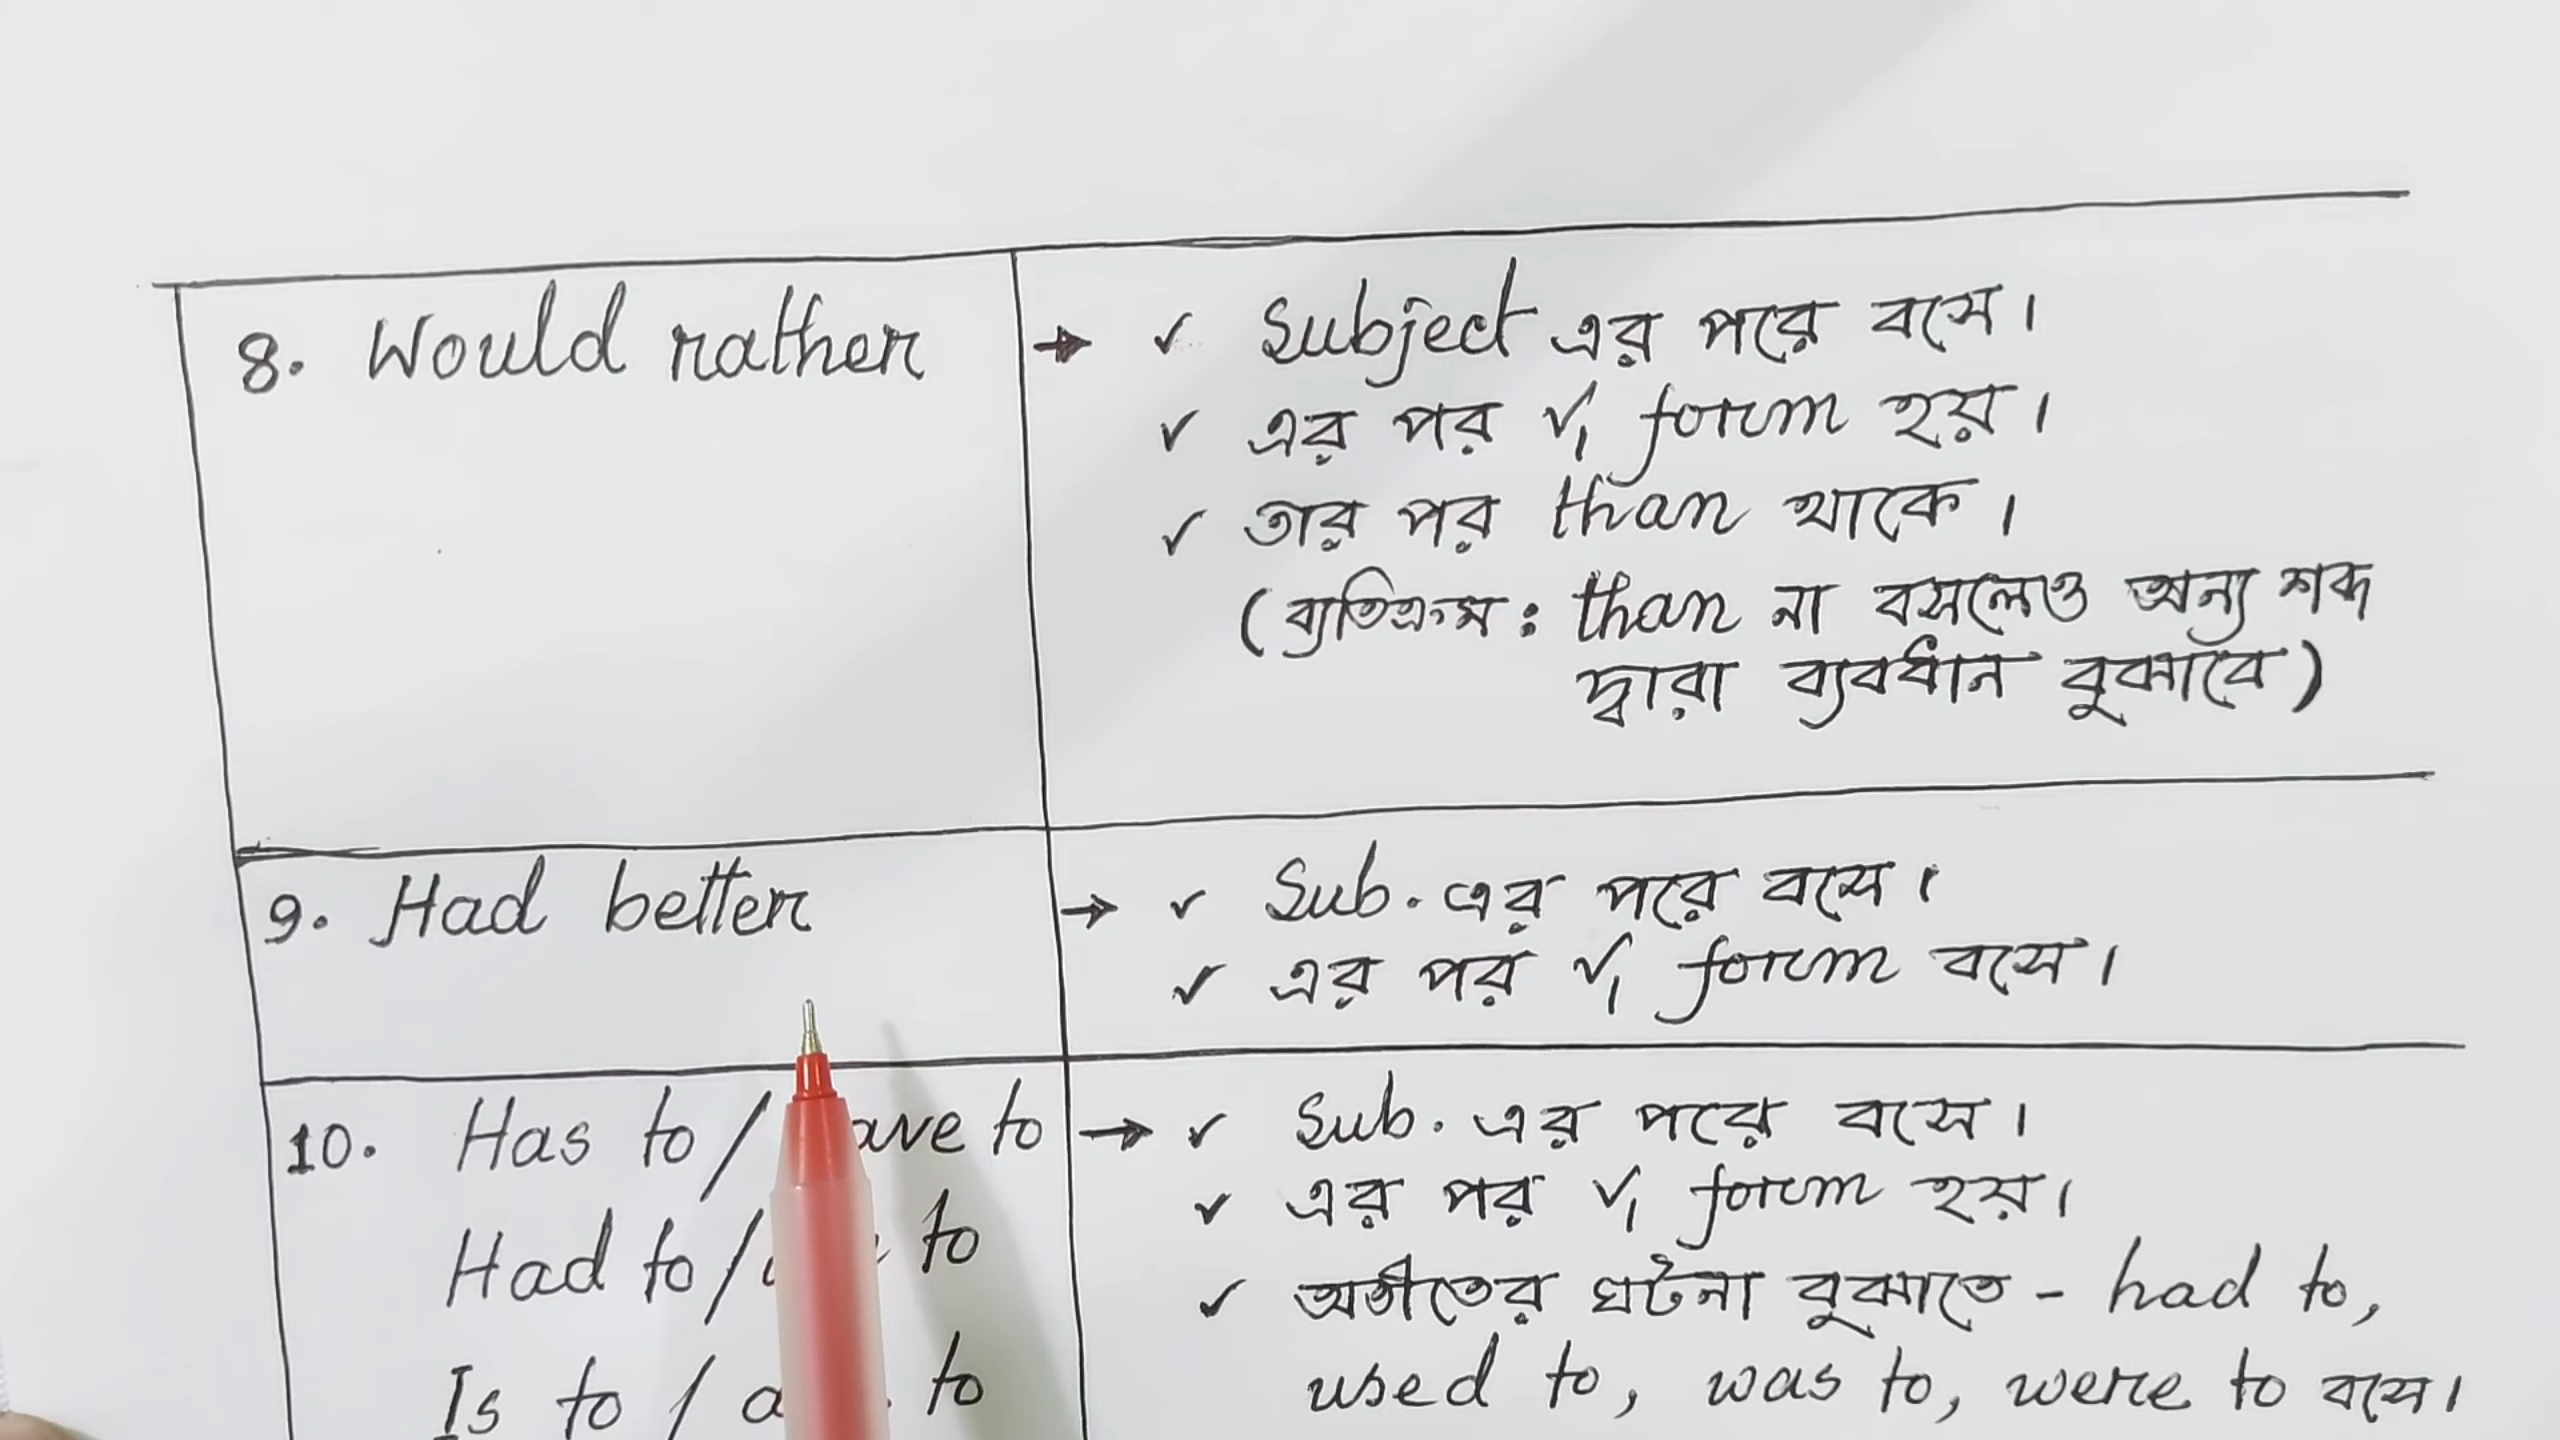 8. Would rather → ✓ Subject এর পরে বসে।
✓ এর পর V1 form হয়।
✓ তার পর than থাকে।
(ব্যতিক্রম: than না বসলেও অন্য শব্দ
দ্বারা ব্যবধান বুঝাবে)
9. Had better → ✓ Sub. এর পরে বসে।
✓ এর পর V1 form বসে।
10. Has to / ave to → ✓ Sub. এর পরে বসে।
✓ এর পর V1 form হয়।
Had to / to
✓ অতীতের ঘটনা বুঝাতে - had to,
Is to / a to
used to, was to, were to বসে।